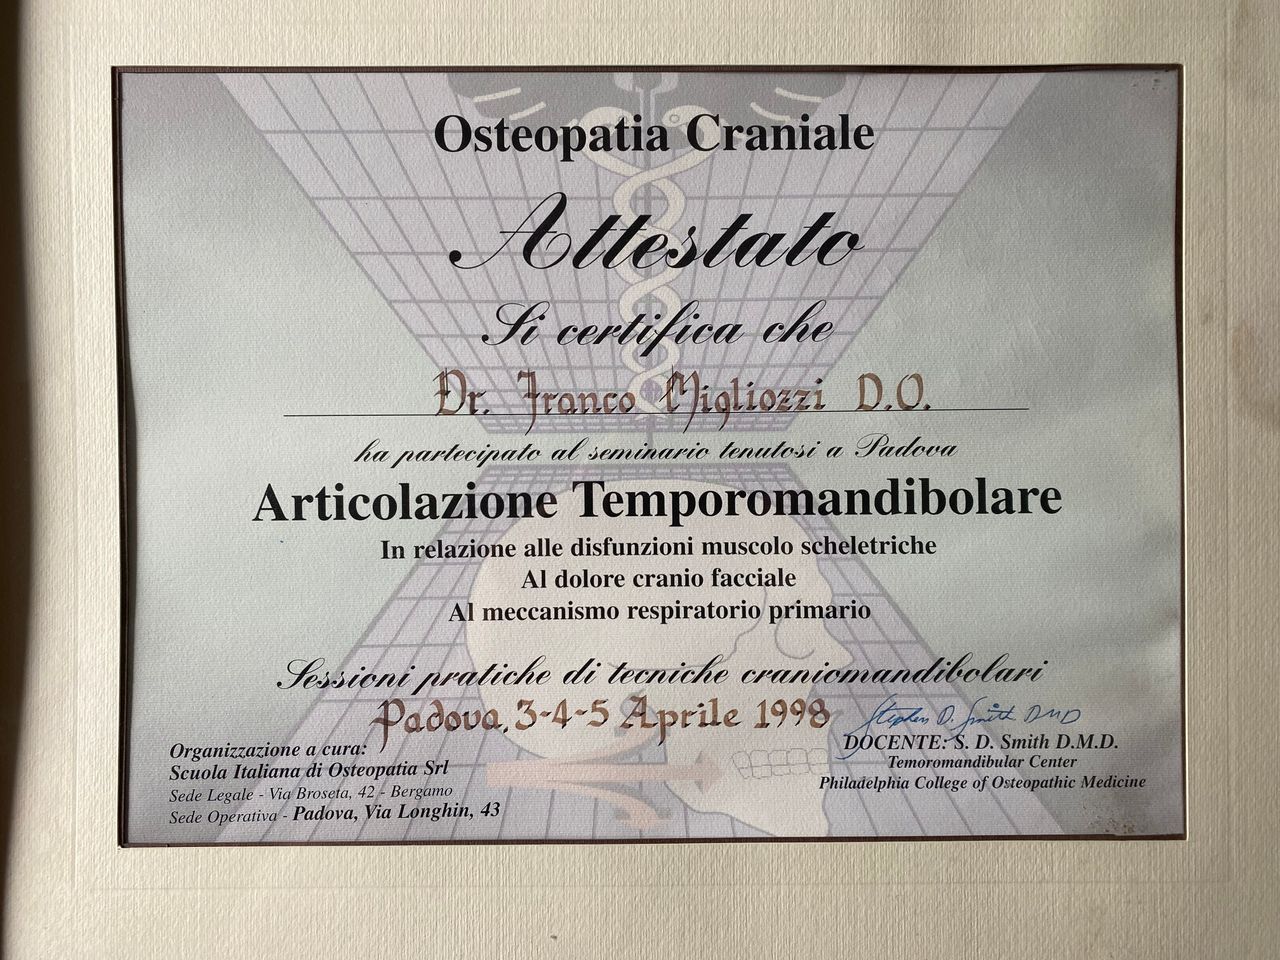 Osteopatia Craniale
Attestato
Si certifica che
Dr. Franco Migliozzi D.O.
ha partecipato al seminario tenutosi a Padova
Articolazione Temporomandibolare
In relazione alle disfunzioni muscolo scheletriche
Al dolore cranio facciale
Al meccanismo respiratorio primario
Sessioni pratiche di tecniche craniomandibolari
Padova, 3-4-5 Aprile 1998
Organizzazione a cura:
Scuola Italiana di Osteopatia Srl
Sede Legale - Via Broseta, 42 - Bergamo
Sede Operativa - Padova, Via Longhin, 43
Stephen D. Smith DMD
DOCENTE: S. D. Smith D.M.D.
Temoromandibular Center
Philadelphia College of Osteopathic Medicine